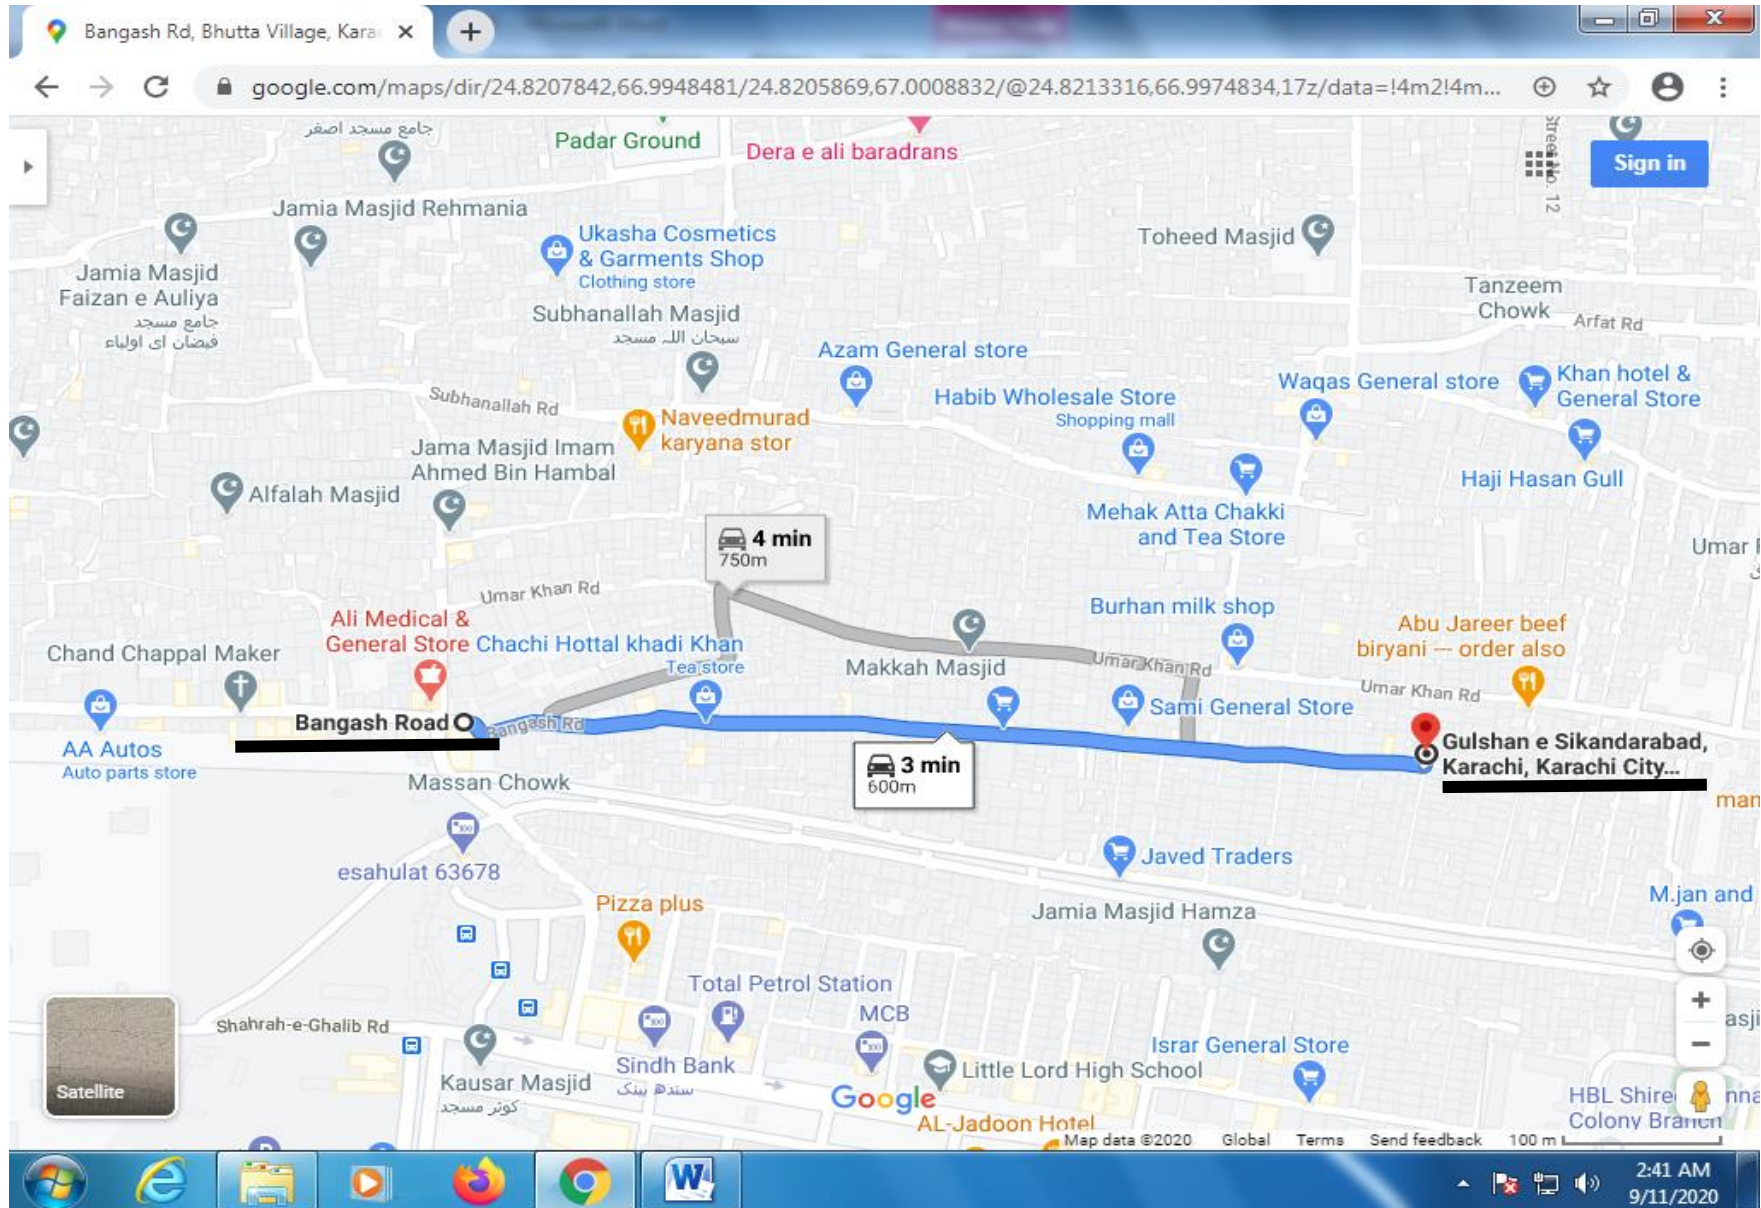 Bangash Rd, Bhutta Village, Kara
google.com/maps/dir/24.8207842,66.9948481/24.8205869,67.0008832/@24.8213316,66.9974834,17z/data=!4m2!4m...
جامع مسجد اصغر
Padar Ground
Dera e ali baradrans
Street No. 12
Sign in
Jamia Masjid Rehmania
Ukasha Cosmetics
& Garments Shop
Clothing store
Toheed Masjid
Jamia Masjid
Faizan e Auliya
جامع مسجد
فیضان ای اولیاء
Tanzeem
Chowk
Arfat Rd
Subhanallah Masjid
سبحان اللہ مسجد
Azam General store
Waqas General store
Khan hotel &
General Store
Habib Wholesale Store
Shopping mall
Subhanallah Rd
Naveedmurad
karyana stor
Jama Masjid Imam
Ahmed Bin Hambal
Haji Hasan Gull
Alfalah Masjid
Mehak Atta Chakki
and Tea Store
4 min
750m
Umar
Umar Khan Rd
Burhan milk shop
Ali Medical &
General Store
Chachi Hottal khadi Khan
Tea store
Abu Jareer beef
biryani — order also
Chand Chappal Maker
Makkah Masjid
Umar Khan Rd
Umar Khan Rd
Sami General Store
Bangash Road
Bangash Rd
AA Autos
Auto parts store
Gulshan e Sikandarabad,
Karachi, Karachi City...
3 min
600m
Massan Chowk
man
esahulat 63678
Javed Traders
M.jan and
Pizza plus
Jamia Masjid Hamza
Total Petrol Station
MCB
Shahrah-e-Ghalib Rd
asji
Sindh Bank
سندھ بینک
Israr General Store
Little Lord High School
Kausar Masjid
کوثر مسجد
Satellite
Google
HBL Shire
nna
Colony Branch
AL-Jadoon Hotel
Map data ©2020 Global Terms Send feedback 100 m
2:41 AM
9/11/2020